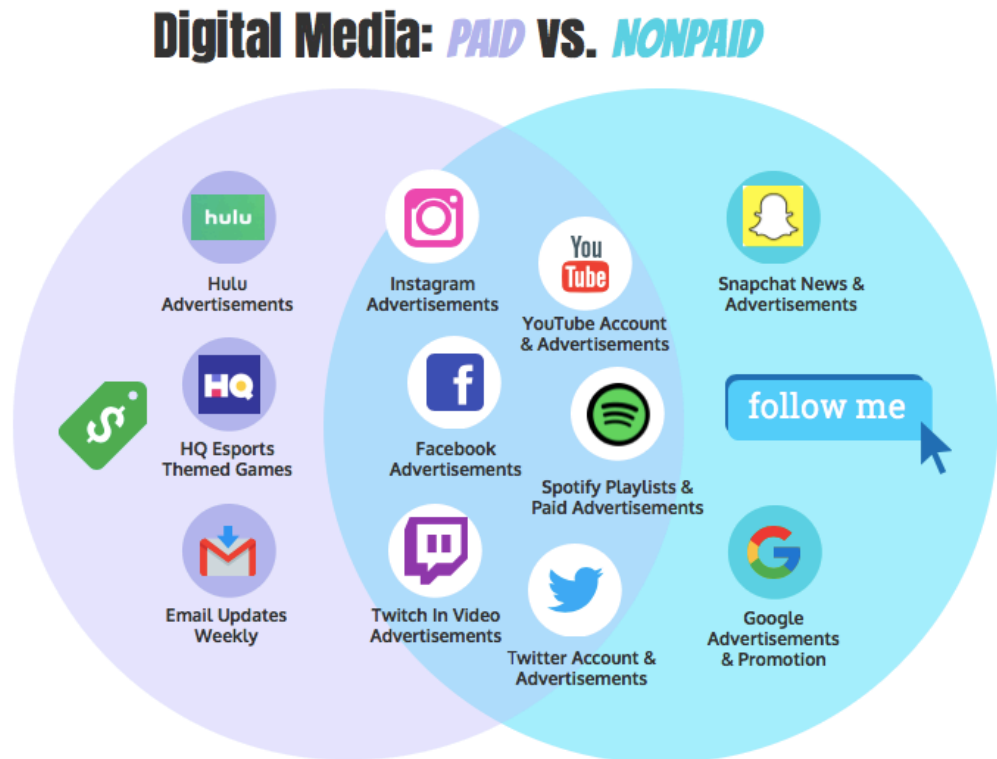 Digital Media: PAID VS. NONPAID
hulu
Hulu
Advertisements
HQ
HQ Esports
Themed Games
Email Updates
Weekly
$
Instagram
Advertisements
You
Tube
YouTube Account
& Advertisements
f
Facebook
Advertisements
Spotify Playlists &
Paid Advertisements
Twitch In Video
Advertisements
Twitter Account &
Advertisements
Snapchat News &
Advertisements
follow me
G
Google
Advertisements
& Promotion